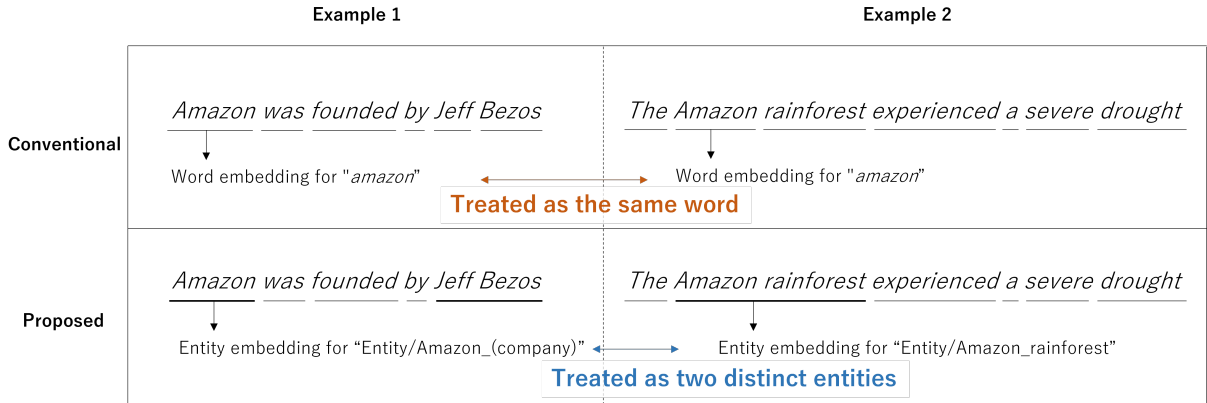 Example 1
Example 2
Conventional
Amazon was founded by Jeff Bezos
The Amazon rainforest experienced a severe drought
Word embedding for "amazon”
Word embedding for "amazon”
Treated as the same word
Proposed
Amazon was founded by Jeff Bezos
The Amazon rainforest experienced a severe drought
Entity embedding for “Entity/Amazon_(company)”
Entity embedding for “Entity/Amazon_rainforest”
Treated as two distinct entities